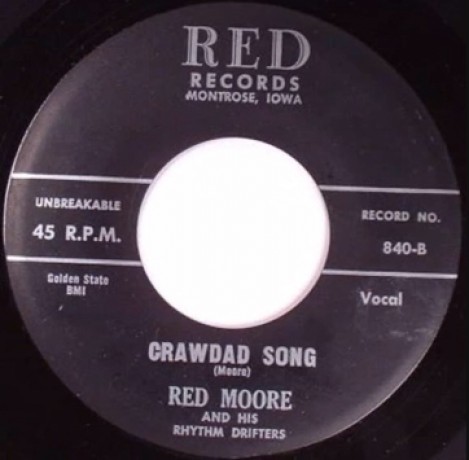 RED
RECORDS
MONTROSE, IOWA
UNBREAKABLE
45 R.P.M.
RECORD NO.
840-B
Golden State
BMI
Vocal
CRAWDAD SONG
(Moore)
RED MOORE
AND HIS
RHYTHM DRIFTERS